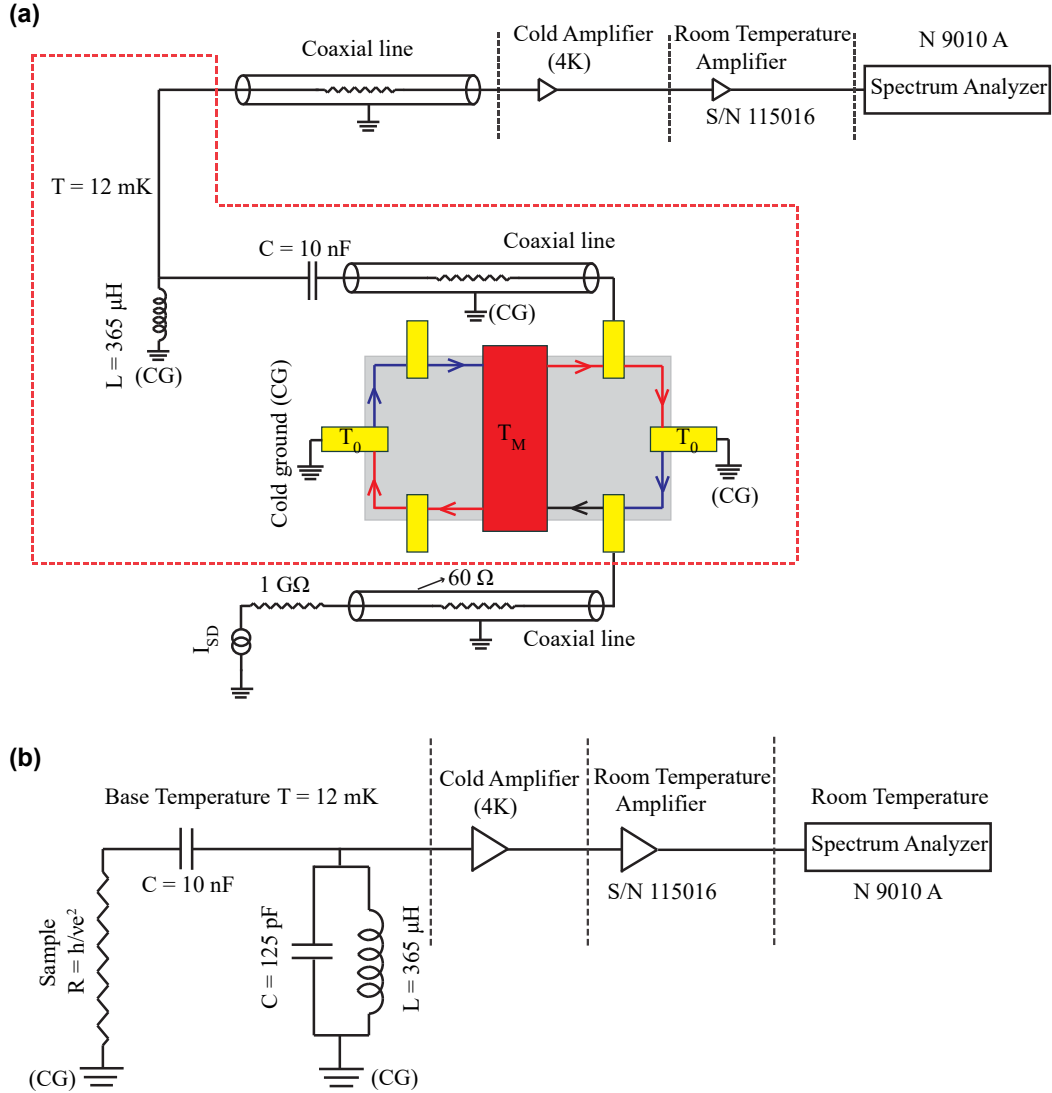 (a)
Coaxial line
Cold Amplifier
(4K)
Room Temperature
Amplifier
S/N 115016
N 9010 A
Spectrum Analyzer
T = 12 mK
C = 10 nF
Coaxial line
(CG)
L = 365 µH
(CG)
Cold ground (CG)
T0
TM
T0
(CG)
1 GΩ
60 Ω
Coaxial line
ISD
(b)
Base Temperature T = 12 mK
Cold Amplifier
(4K)
Room Temperature
Amplifier
S/N 115016
Room Temperature
Spectrum Analyzer
N 9010 A
C = 10 nF
Sample
R = h/νe²
C = 125 pF
L = 365 µH
(CG)
(CG)